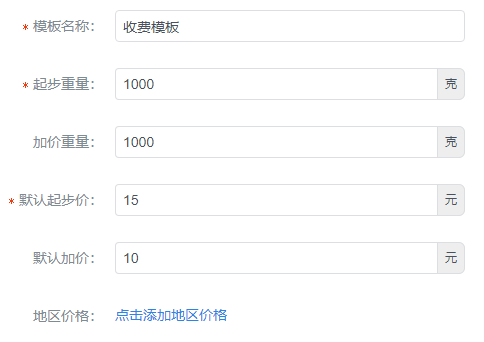 * 模板名称： 收费模板
* 起步重量： 1000 克
加价重量： 1000 克
* 默认起步价： 15 元
默认加价： 10 元
地区价格： 点击添加地区价格